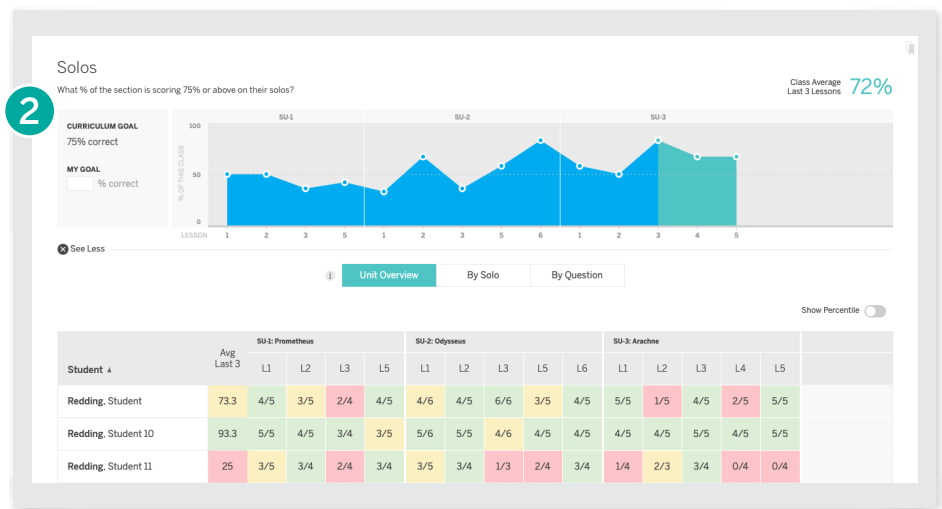 Solos
What % of the section is scoring 75% or above on their solos?
Class Average
Last 3 Lessons 72%
2
CURRICULUM GOAL
75% correct
MY GOAL
% correct
SU-1 SU-2 SU-3
% OF THIS CLASS
100
50
0
LESSON 1 2 3 5 1 2 3 5 6 1 2 3 4 5
See Less
i Unit Overview By Solo By Question
Show Percentile
SU-1: Prometheus SU-2: Odysseus SU-3: Arachne
Student ▲ Avg Last 3 L1 L2 L3 L5 L1 L2 L3 L5 L6 L1 L2 L3 L4 L5
Redding, Student 73.3 4/5 3/5 2/4 4/5 4/6 4/5 6/6 3/5 4/5 5/5 1/5 4/5 2/5 5/5
Redding, Student 10 93.3 5/5 4/5 3/4 3/5 5/6 5/5 4/6 4/5 4/5 4/5 4/5 5/5 4/5 5/5
Redding, Student 11 25 3/5 3/4 2/4 3/4 3/5 3/4 1/3 2/4 3/4 1/4 2/3 3/4 0/4 0/4